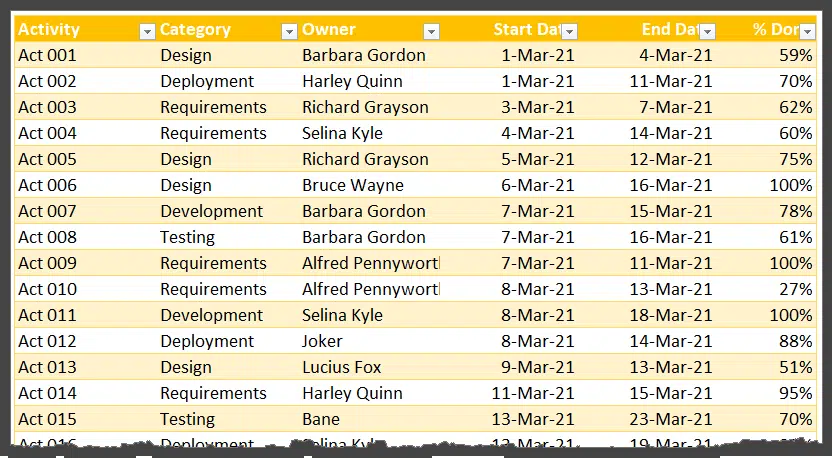 Activity Category Owner Start Dat End Dat % Don
Act 001 Design Barbara Gordon 1-Mar-21 4-Mar-21 59%
Act 002 Deployment Harley Quinn 1-Mar-21 11-Mar-21 70%
Act 003 Requirements Richard Grayson 3-Mar-21 7-Mar-21 62%
Act 004 Requirements Selina Kyle 4-Mar-21 14-Mar-21 60%
Act 005 Design Richard Grayson 5-Mar-21 12-Mar-21 75%
Act 006 Design Bruce Wayne 6-Mar-21 16-Mar-21 100%
Act 007 Development Barbara Gordon 7-Mar-21 15-Mar-21 78%
Act 008 Testing Barbara Gordon 7-Mar-21 16-Mar-21 61%
Act 009 Requirements Alfred Pennyworth 7-Mar-21 11-Mar-21 100%
Act 010 Requirements Alfred Pennyworth 8-Mar-21 13-Mar-21 27%
Act 011 Development Selina Kyle 8-Mar-21 18-Mar-21 100%
Act 012 Deployment Joker 8-Mar-21 14-Mar-21 88%
Act 013 Design Lucius Fox 9-Mar-21 13-Mar-21 51%
Act 014 Requirements Harley Quinn 11-Mar-21 15-Mar-21 95%
Act 015 Testing Bane 13-Mar-21 23-Mar-21 70%
Act 016 Deployment Selina Kyle 13-Mar-21 19-Mar-21